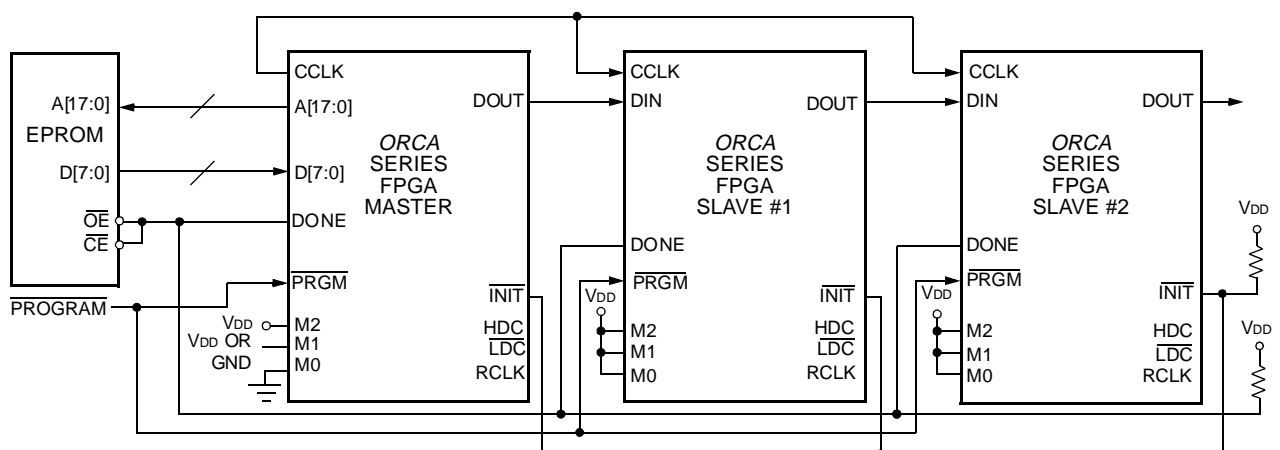 EPROM
A[17:0]
D[7:0]
OE
CE
PROGRAM
CCLK
A[17:0]
D[7:0]
DONE
PRGM
VDD
M2
VDD OR
GND
M1
M0
DOUT
ORCA
SERIES
FPGA
MASTER
INIT
HDC
LDC
RCLK
CCLK
DIN
DOUT
ORCA
SERIES
FPGA
SLAVE #1
DONE
PRGM
VDD
M2
M1
M0
INIT
HDC
LDC
RCLK
CCLK
DIN
DOUT
ORCA
SERIES
FPGA
SLAVE #2
DONE
PRGM
VDD
M2
M1
M0
INIT
HDC
LDC
RCLK
VDD
VDD